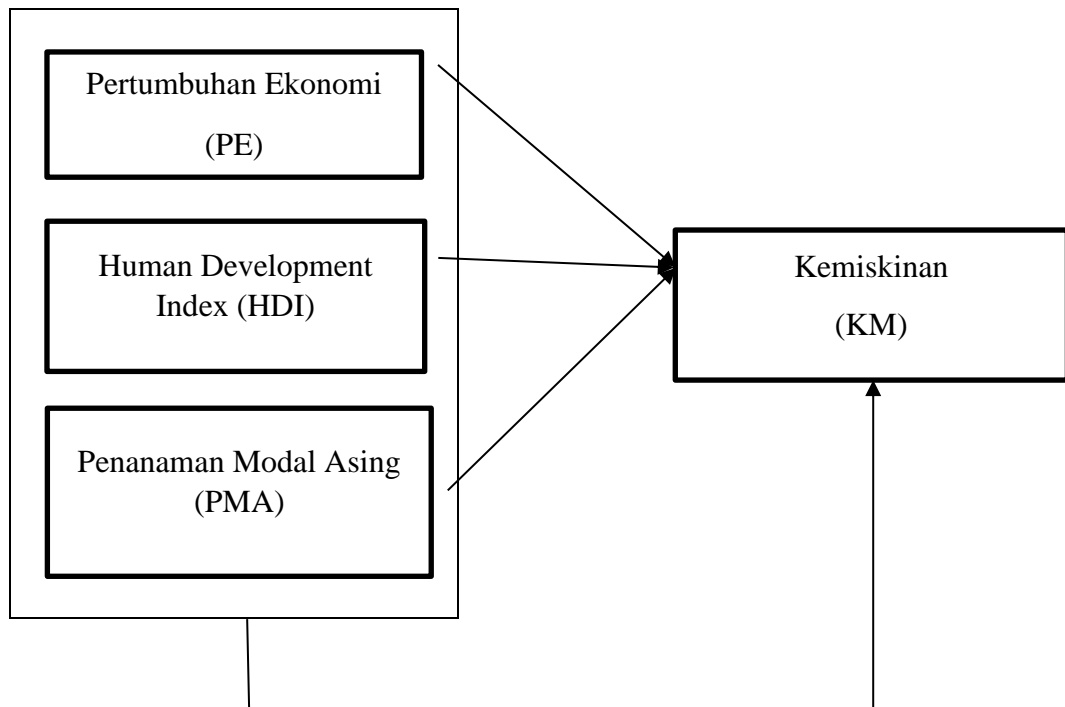 Pertumbuhan Ekonomi
(PE)
Human Development
Index (HDI)
Penanaman Modal Asing
(PMA)
Kemiskinan
(KM)